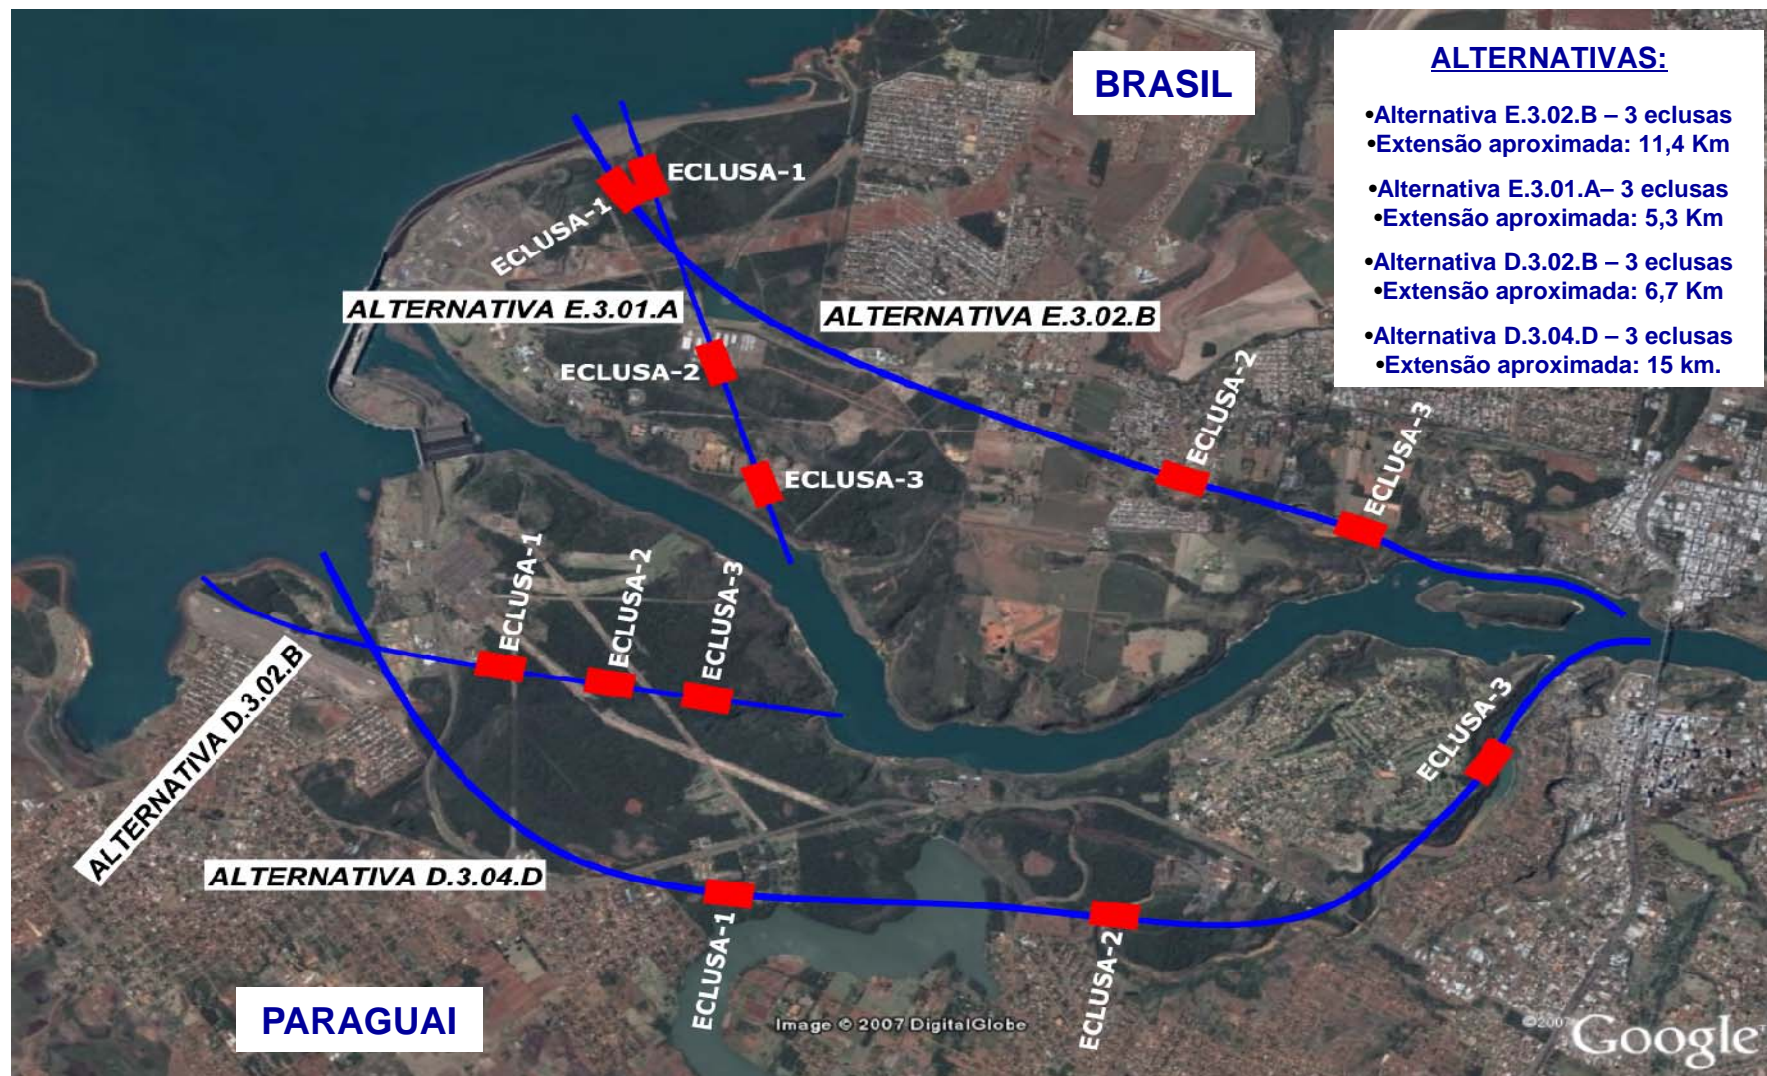 BRASIL
ALTERNATIVAS:
•Alternativa E.3.02.B – 3 eclusas
•Extensão aproximada: 11,4 Km
•Alternativa E.3.01.A– 3 eclusas
•Extensão aproximada: 5,3 Km
•Alternativa D.3.02.B – 3 eclusas
•Extensão aproximada: 6,7 Km
•Alternativa D.3.04.D – 3 eclusas
•Extensão aproximada: 15 km.
ECLUSA-1
ECLUSA-1
ALTERNATIVA E.3.01.A
ALTERNATIVA E.3.02.B
ECLUSA-2
ECLUSA-2
ECLUSA-3
ECLUSA-3
ECLUSA-1
ECLUSA-2
ECLUSA-3
ALTERNATIVA D.3.02.B
ECLUSA-3
ALTERNATIVA D.3.04.D
ECLUSA-1
ECLUSA-2
PARAGUAI
Image © 2007 DigitalGlobe
©2007 Google